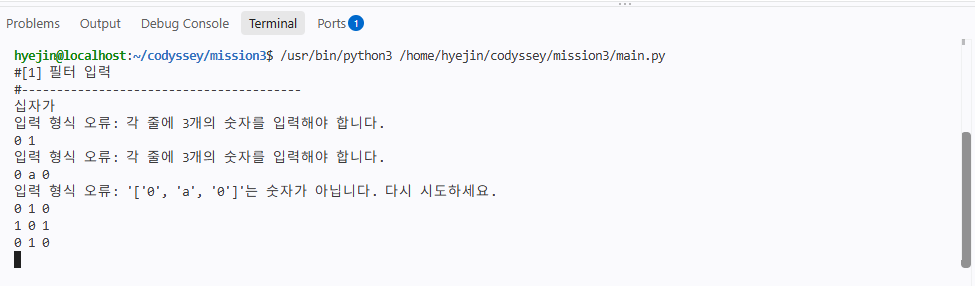 Problems Output Debug Console Terminal Ports 1
hyejin@localhost:~/codyssey/mission3$ /usr/bin/python3 /home/hyejin/codyssey/mission3/main.py
#[1] 필터 입력
#----------------------------------------
십자가
입력 형식 오류: 각 줄에 3개의 숫자를 입력해야 합니다.
0 1
입력 형식 오류: 각 줄에 3개의 숫자를 입력해야 합니다.
0 a 0
입력 형식 오류: '['0', 'a', '0']'는 숫자가 아닙니다. 다시 시도하세요.
0 1 0
1 0 1
0 1 0